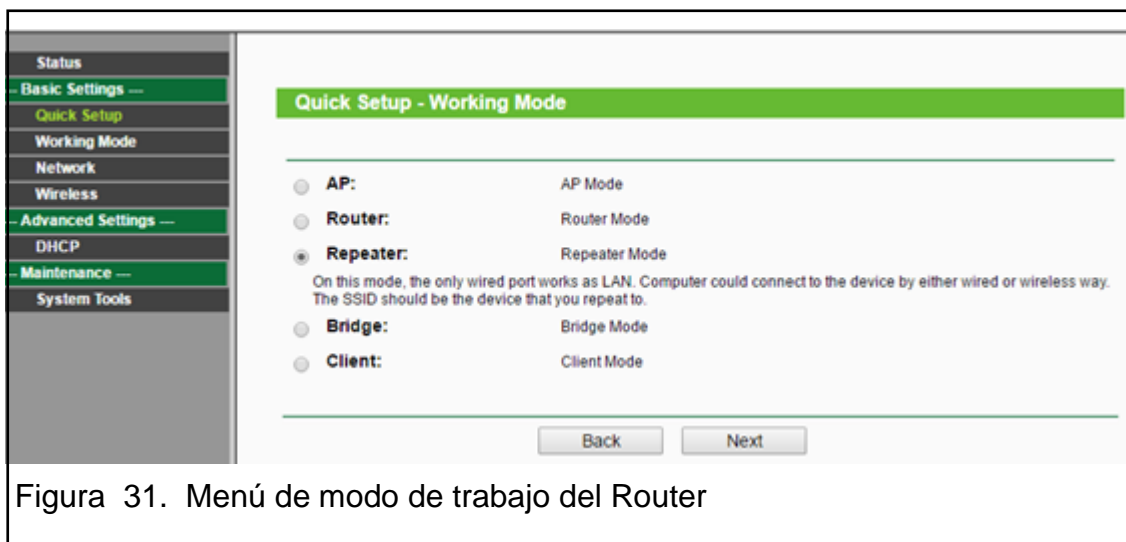 Status
-- Basic Settings ---
Quick Setup
Working Mode
Network
Wireless
-- Advanced Settings ---
DHCP
-- Maintenance ---
System Tools
Quick Setup - Working Mode
AP: AP Mode
Router: Router Mode
Repeater: Repeater Mode
On this mode, the only wired port works as LAN. Computer could connect to the device by either wired or wireless way.
The SSID should be the device that you repeat to.
Bridge: Bridge Mode
Client: Client Mode
Back Next
Figura 31. Menú de modo de trabajo del Router